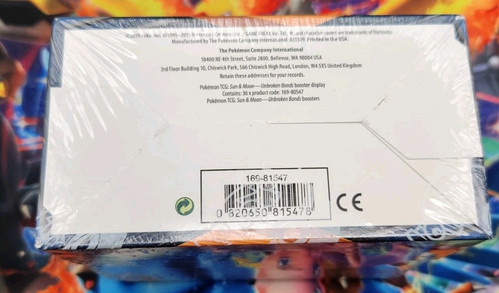 Manufactured by The Pokémon Company International. Printed in the USA.
The Pokémon Company International
10400 NE 4th Street, Suite 2800, Bellevue, WA 98004 USA
3rd Floor Building 10, Chiswick Park, 566 Chiswick High Road, London, W4 5XS United Kingdom
Retain these addresses for your records.
Pokémon TCG: Sun & Moon—Unbroken Bonds booster display
Contains: 36 x product code: 169-80547
Pokémon TCG: Sun & Moon—Unbroken Bonds boosters
169-81547
0 820650 815478
CE